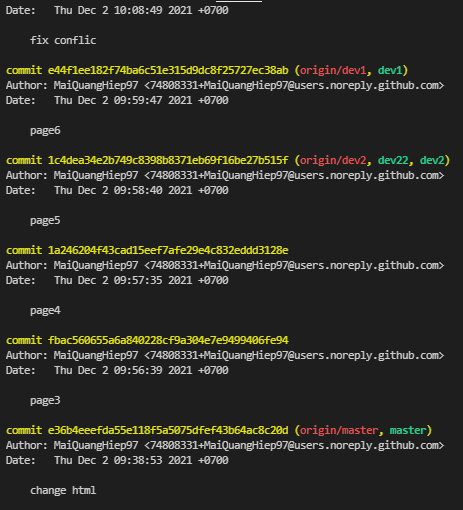 Date:   Thu Dec 2 10:08:49 2021 +0700
fix conflic
commit e44f1ee182f74ba6c51e315d9dc8f25727ec38ab (origin/dev1, dev1)
Author: MaiQuangHiep97 <74808331+MaiQuangHiep97@users.noreply.github.com>
Date:   Thu Dec 2 09:59:47 2021 +0700
page6
commit 1c4dea34e2b749c8398b8371eb69f16be27b515f (origin/dev2, dev22, dev2)
Author: MaiQuangHiep97 <74808331+MaiQuangHiep97@users.noreply.github.com>
Date:   Thu Dec 2 09:58:40 2021 +0700
page5
commit 1a246204f43cad15eef7afe29e4c832eddd3128e
Author: MaiQuangHiep97 <74808331+MaiQuangHiep97@users.noreply.github.com>
Date:   Thu Dec 2 09:57:35 2021 +0700
page4
commit fbac560655a6a840228cf9a304e7e9499406fe94
Author: MaiQuangHiep97 <74808331+MaiQuangHiep97@users.noreply.github.com>
Date:   Thu Dec 2 09:56:39 2021 +0700
page3
commit e36b4eeefda55e118f5a5075dfef43b64ac8c20d (origin/master, master)
Author: MaiQuangHiep97 <74808331+MaiQuangHiep97@users.noreply.github.com>
Date:   Thu Dec 2 09:38:53 2021 +0700
change html